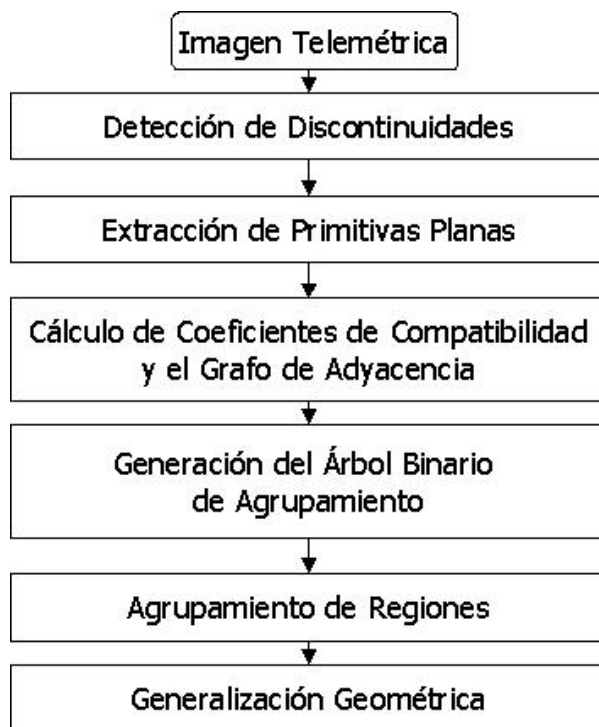 Imagen Telemétrica
Detección de Discontinuidades
Extracción de Primitivas Planas
Cálculo de Coeficientes de Compatibilidad
y el Grafo de Adyacencia
Generación del Árbol Binario
de Agrupamiento
Agrupamiento de Regiones
Generalización Geométrica